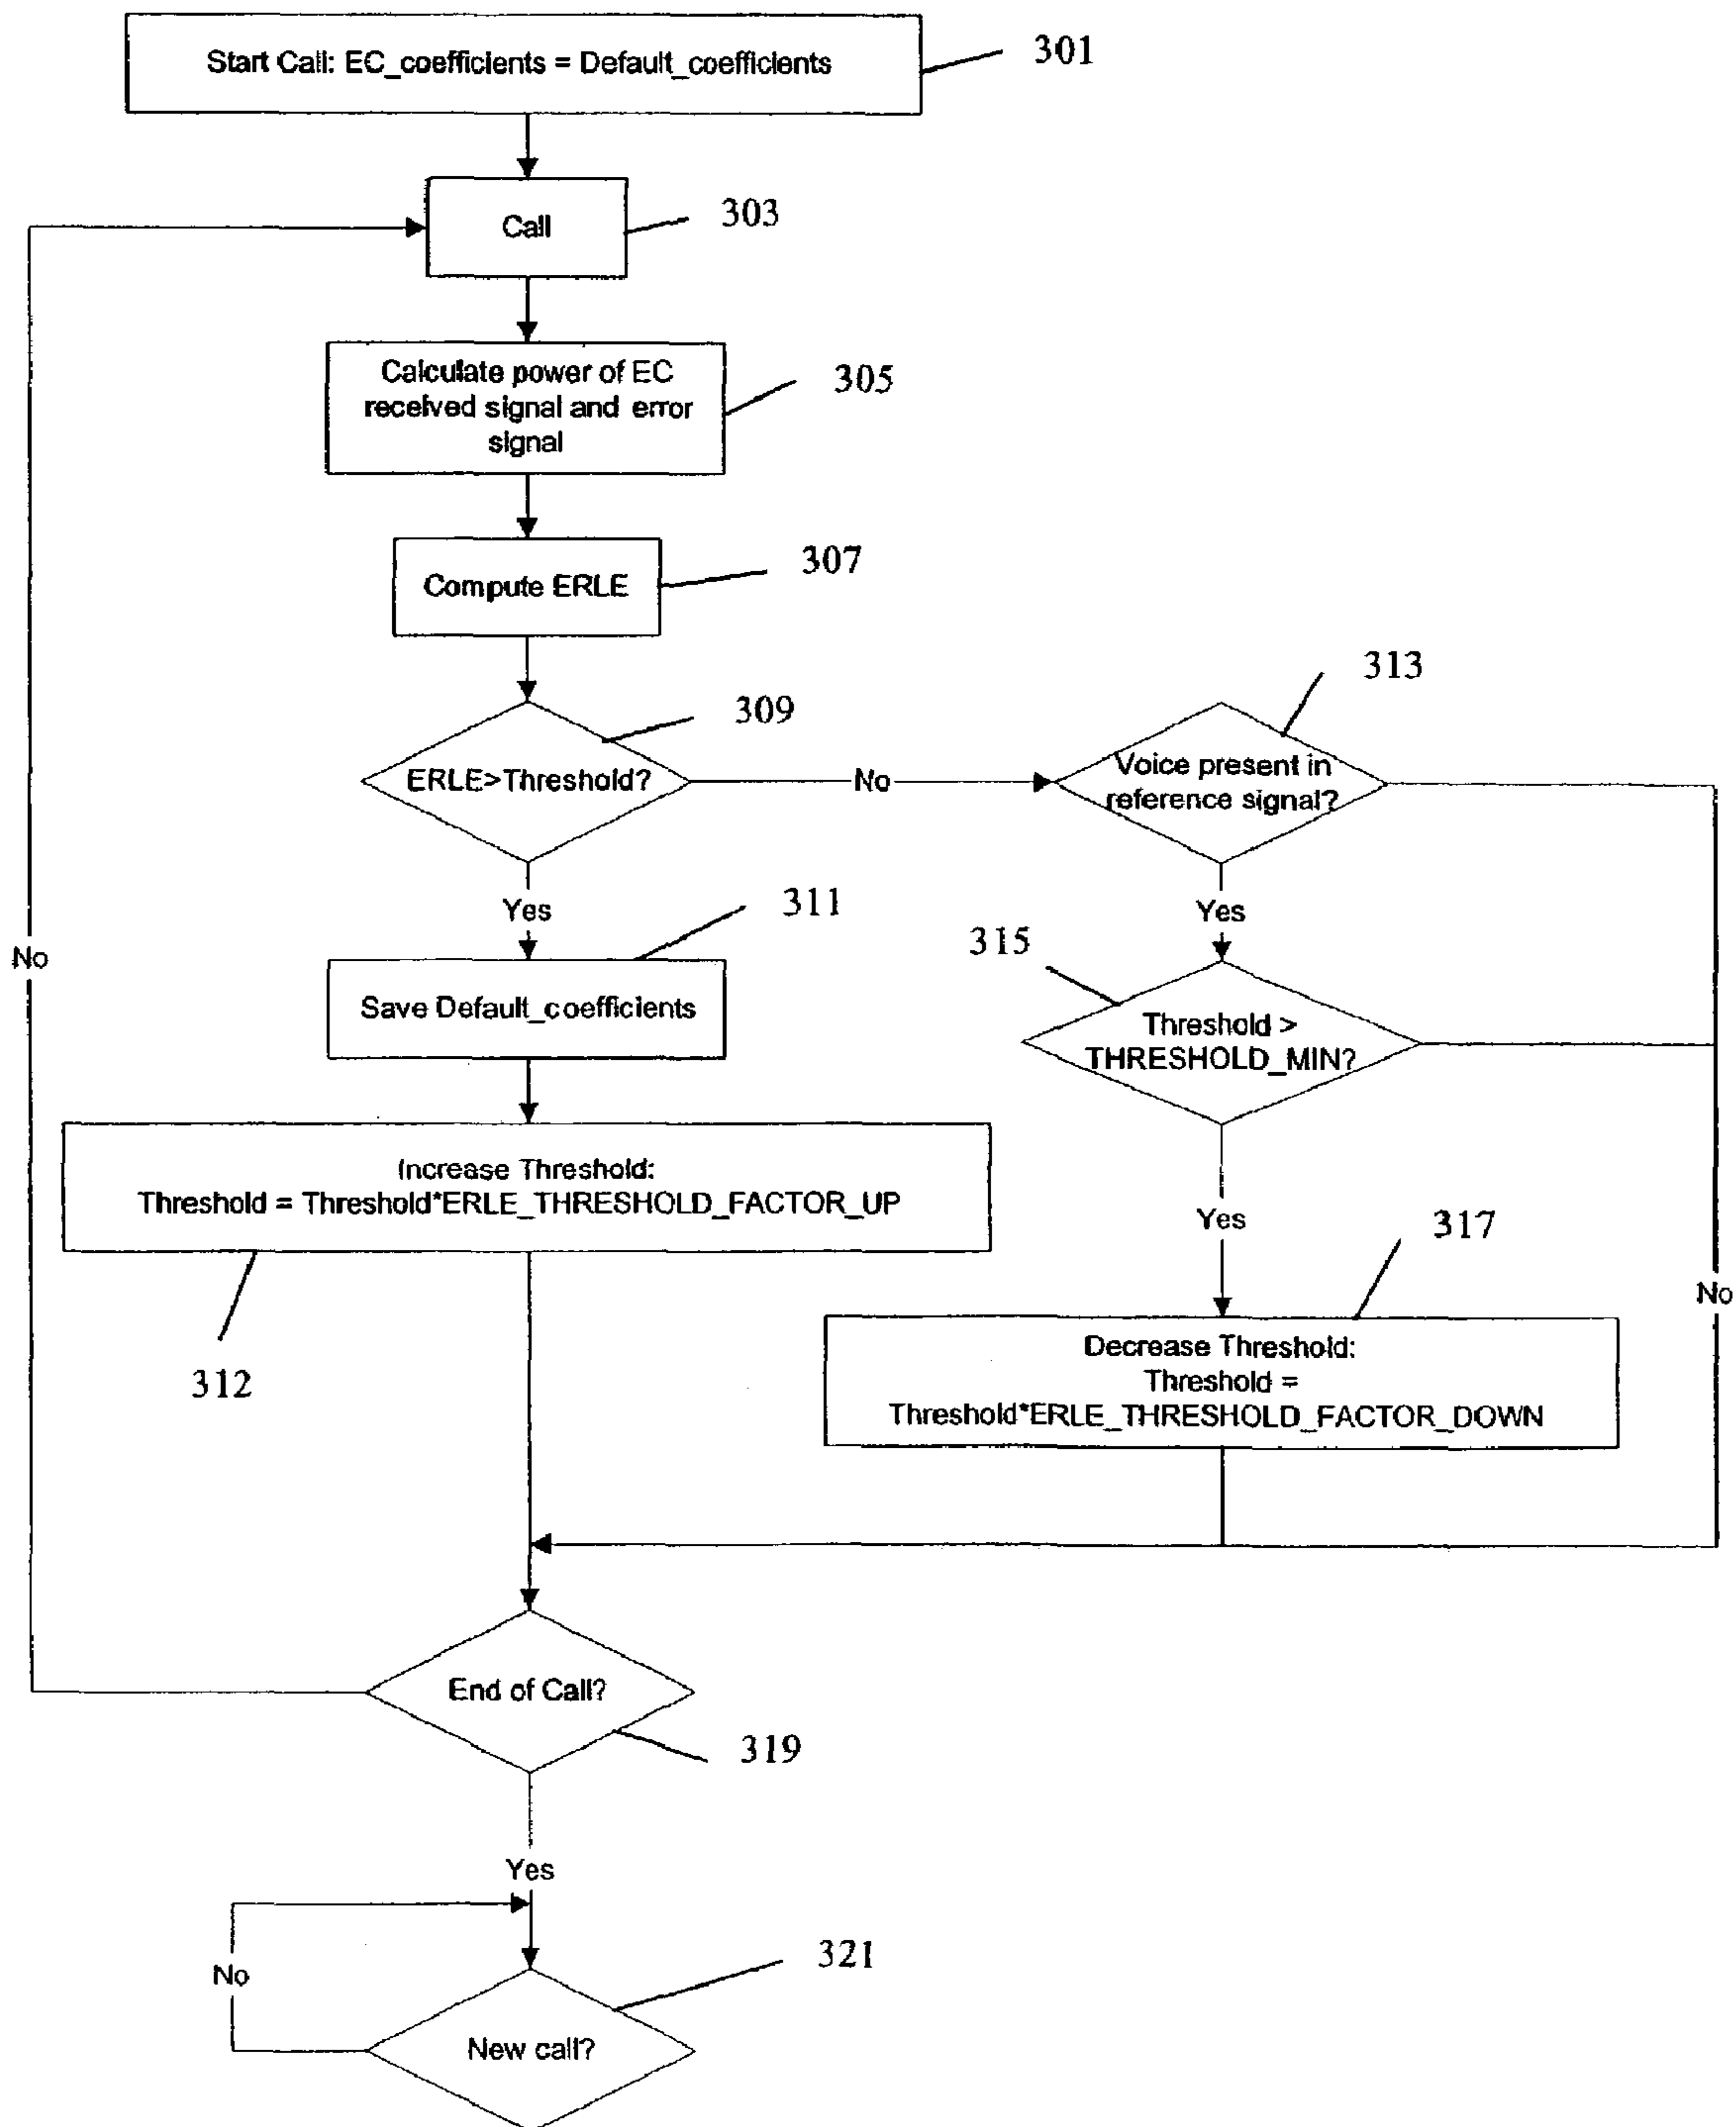 Start Call: EC_coefficients = Default_coefficients
301
Call
303
Calculate power of EC
received signal and error
signal
305
Compute ERLE
307
313
309
ERLE>Threshold?
No
Voice present in
reference signal?
Yes
311
Yes
315
No
Save Default_coefficients
Threshold >
THRESHOLD_MIN?
Increase Threshold:
Threshold = Threshold*ERLE_THRESHOLD_FACTOR_UP
Yes
317
No
312
Decrease Threshold:
Threshold =
Threshold*ERLE_THRESHOLD_FACTOR_DOWN
End of Call?
319
Yes
321
No
New call?